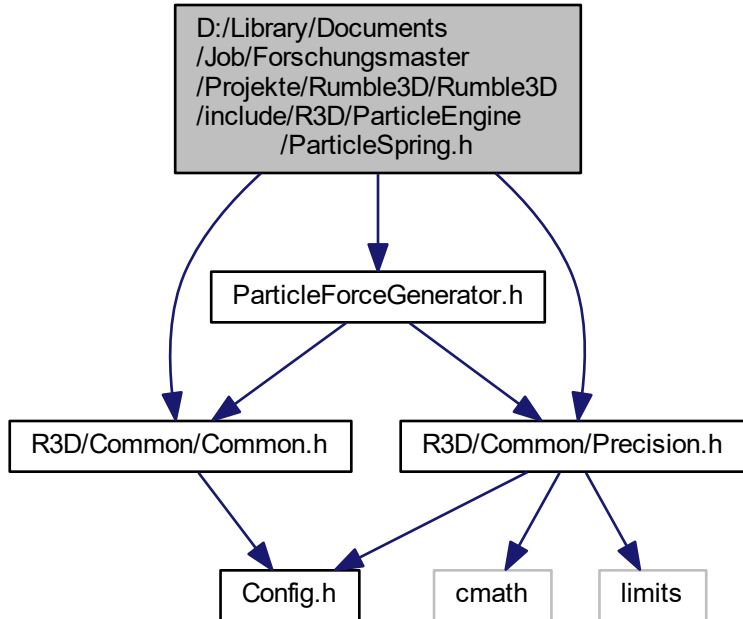 D:/Library/Documents
/Job/Forschungsmaster
/Projekte/Rumble3D/Rumble3D
/include/R3D/ParticleEngine
/ParticleSpring.h
ParticleForceGenerator.h
R3D/Common/Common.h
R3D/Common/Precision.h
Config.h
cmath
limits